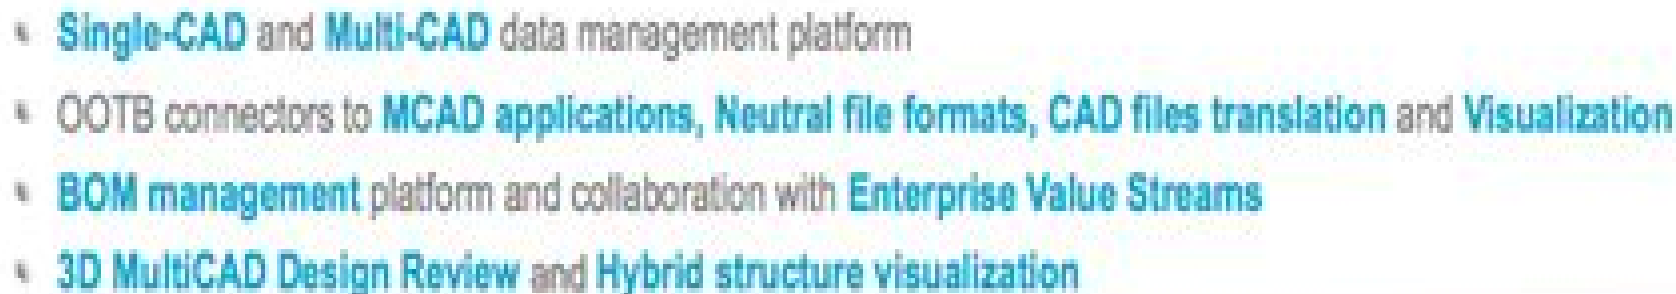 Single-CAD and Multi-CAD data management platform
OOTB connectors to MCAD applications, Neutral file formats, CAD files translation and Visualization
BOM management platform and collaboration with Enterprise Value Streams
3D MultiCAD Design Review and Hybrid structure visualization